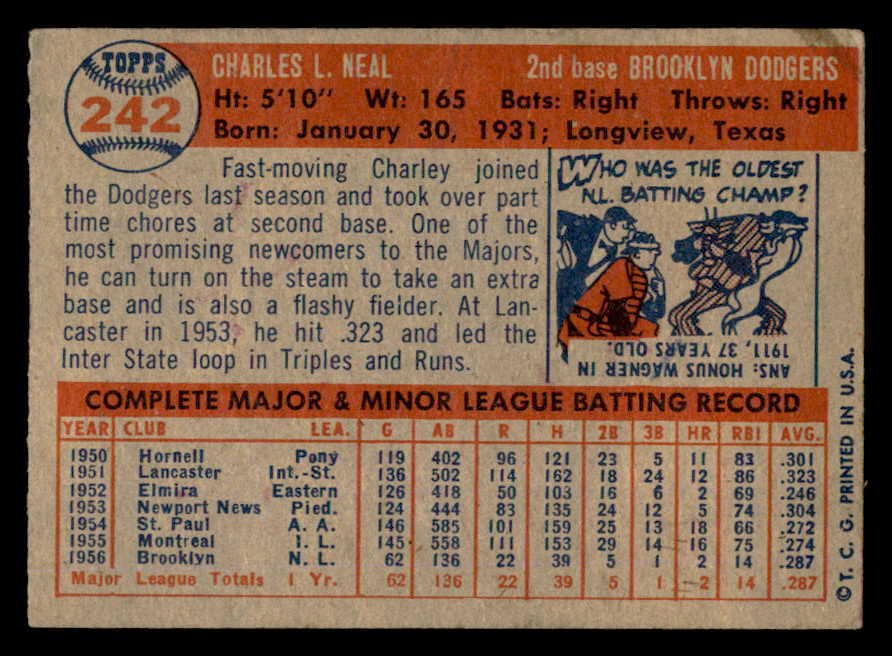 TOPPS
242
CHARLES L. NEAL 2nd base BROOKLYN DODGERS
Ht: 5'10" Wt: 165 Bats: Right Throws: Right
Born: January 30, 1931; Longview, Texas
Fast-moving Charley joined
the Dodgers last season and took over part
time chores at second base. One of the
most promising newcomers to the Majors,
he can turn on the steam to take an extra
base and is also a flashy fielder. At Lan-
caster in 1953, he hit .323 and led the
Inter State loop in Triples and Runs.
WHO WAS THE OLDEST
N.L. BATTING CHAMP?
ANS: HONUS WAGNER IN
1911, 37 YEARS OLD.
COMPLETE MAJOR & MINOR LEAGUE BATTING RECORD
YEAR CLUB LEA. G AB R H 2B 3B HR RBI AVG.
1950 Hornell Pony 119 402 96 121 23 5 11 83 .301
1951 Lancaster Int.-St. 136 502 114 162 18 24 12 86 .323
1952 Elmira Eastern 126 418 50 103 16 6 2 69 .246
1953 Newport News Pied. 124 444 83 135 24 12 5 74 .304
1954 St. Paul A. A. 146 585 101 159 25 13 18 66 .272
1955 Montreal I. L. 145 558 111 153 29 14 16 75 .274
1956 Brooklyn N. L. 62 136 22 39 5 1 2 14 .287
Major League Totals 1 Yr. 62 136 22 39 5 1 2 14 .287
© T. C. G. PRINTED IN U.S.A.